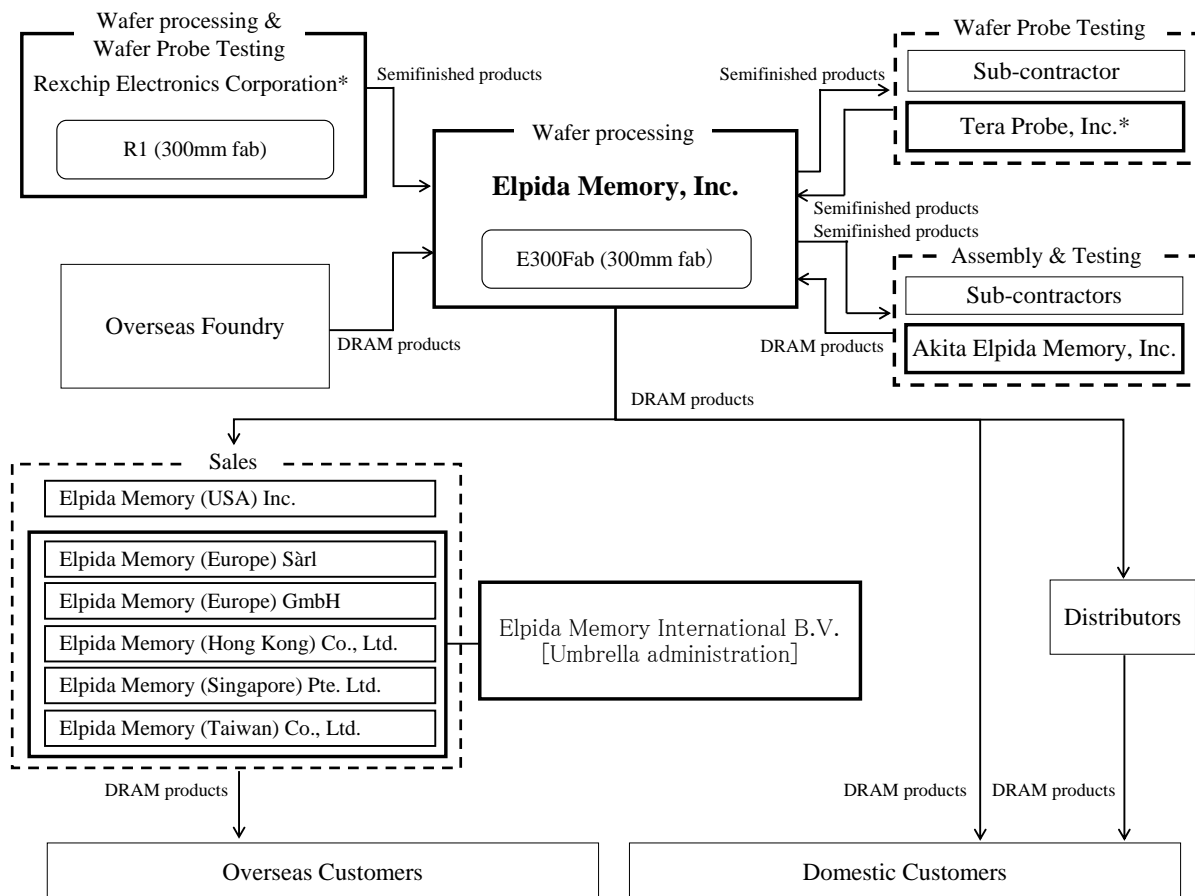 Wafer processing &
Wafer Probe Testing
Rexchip Electronics Corporation*
R1 (300mm fab)
Semifinished products
Wafer processing
Elpida Memory, Inc.
E300Fab (300mm fab)
Semifinished products
Wafer Probe Testing
Sub-contractor
Tera Probe, Inc.*
Semifinished products
Semifinished products
Assembly & Testing
Sub-contractors
Akita Elpida Memory, Inc.
DRAM products
Overseas Foundry
DRAM products
DRAM products
Sales
Elpida Memory (USA) Inc.
Elpida Memory (Europe) Sàrl
Elpida Memory (Europe) GmbH
Elpida Memory (Hong Kong) Co., Ltd.
Elpida Memory (Singapore) Pte. Ltd.
Elpida Memory (Taiwan) Co., Ltd.
Elpida Memory International B.V.
[Umbrella administration]
Distributors
DRAM products
DRAM products
DRAM products
Overseas Customers
Domestic Customers